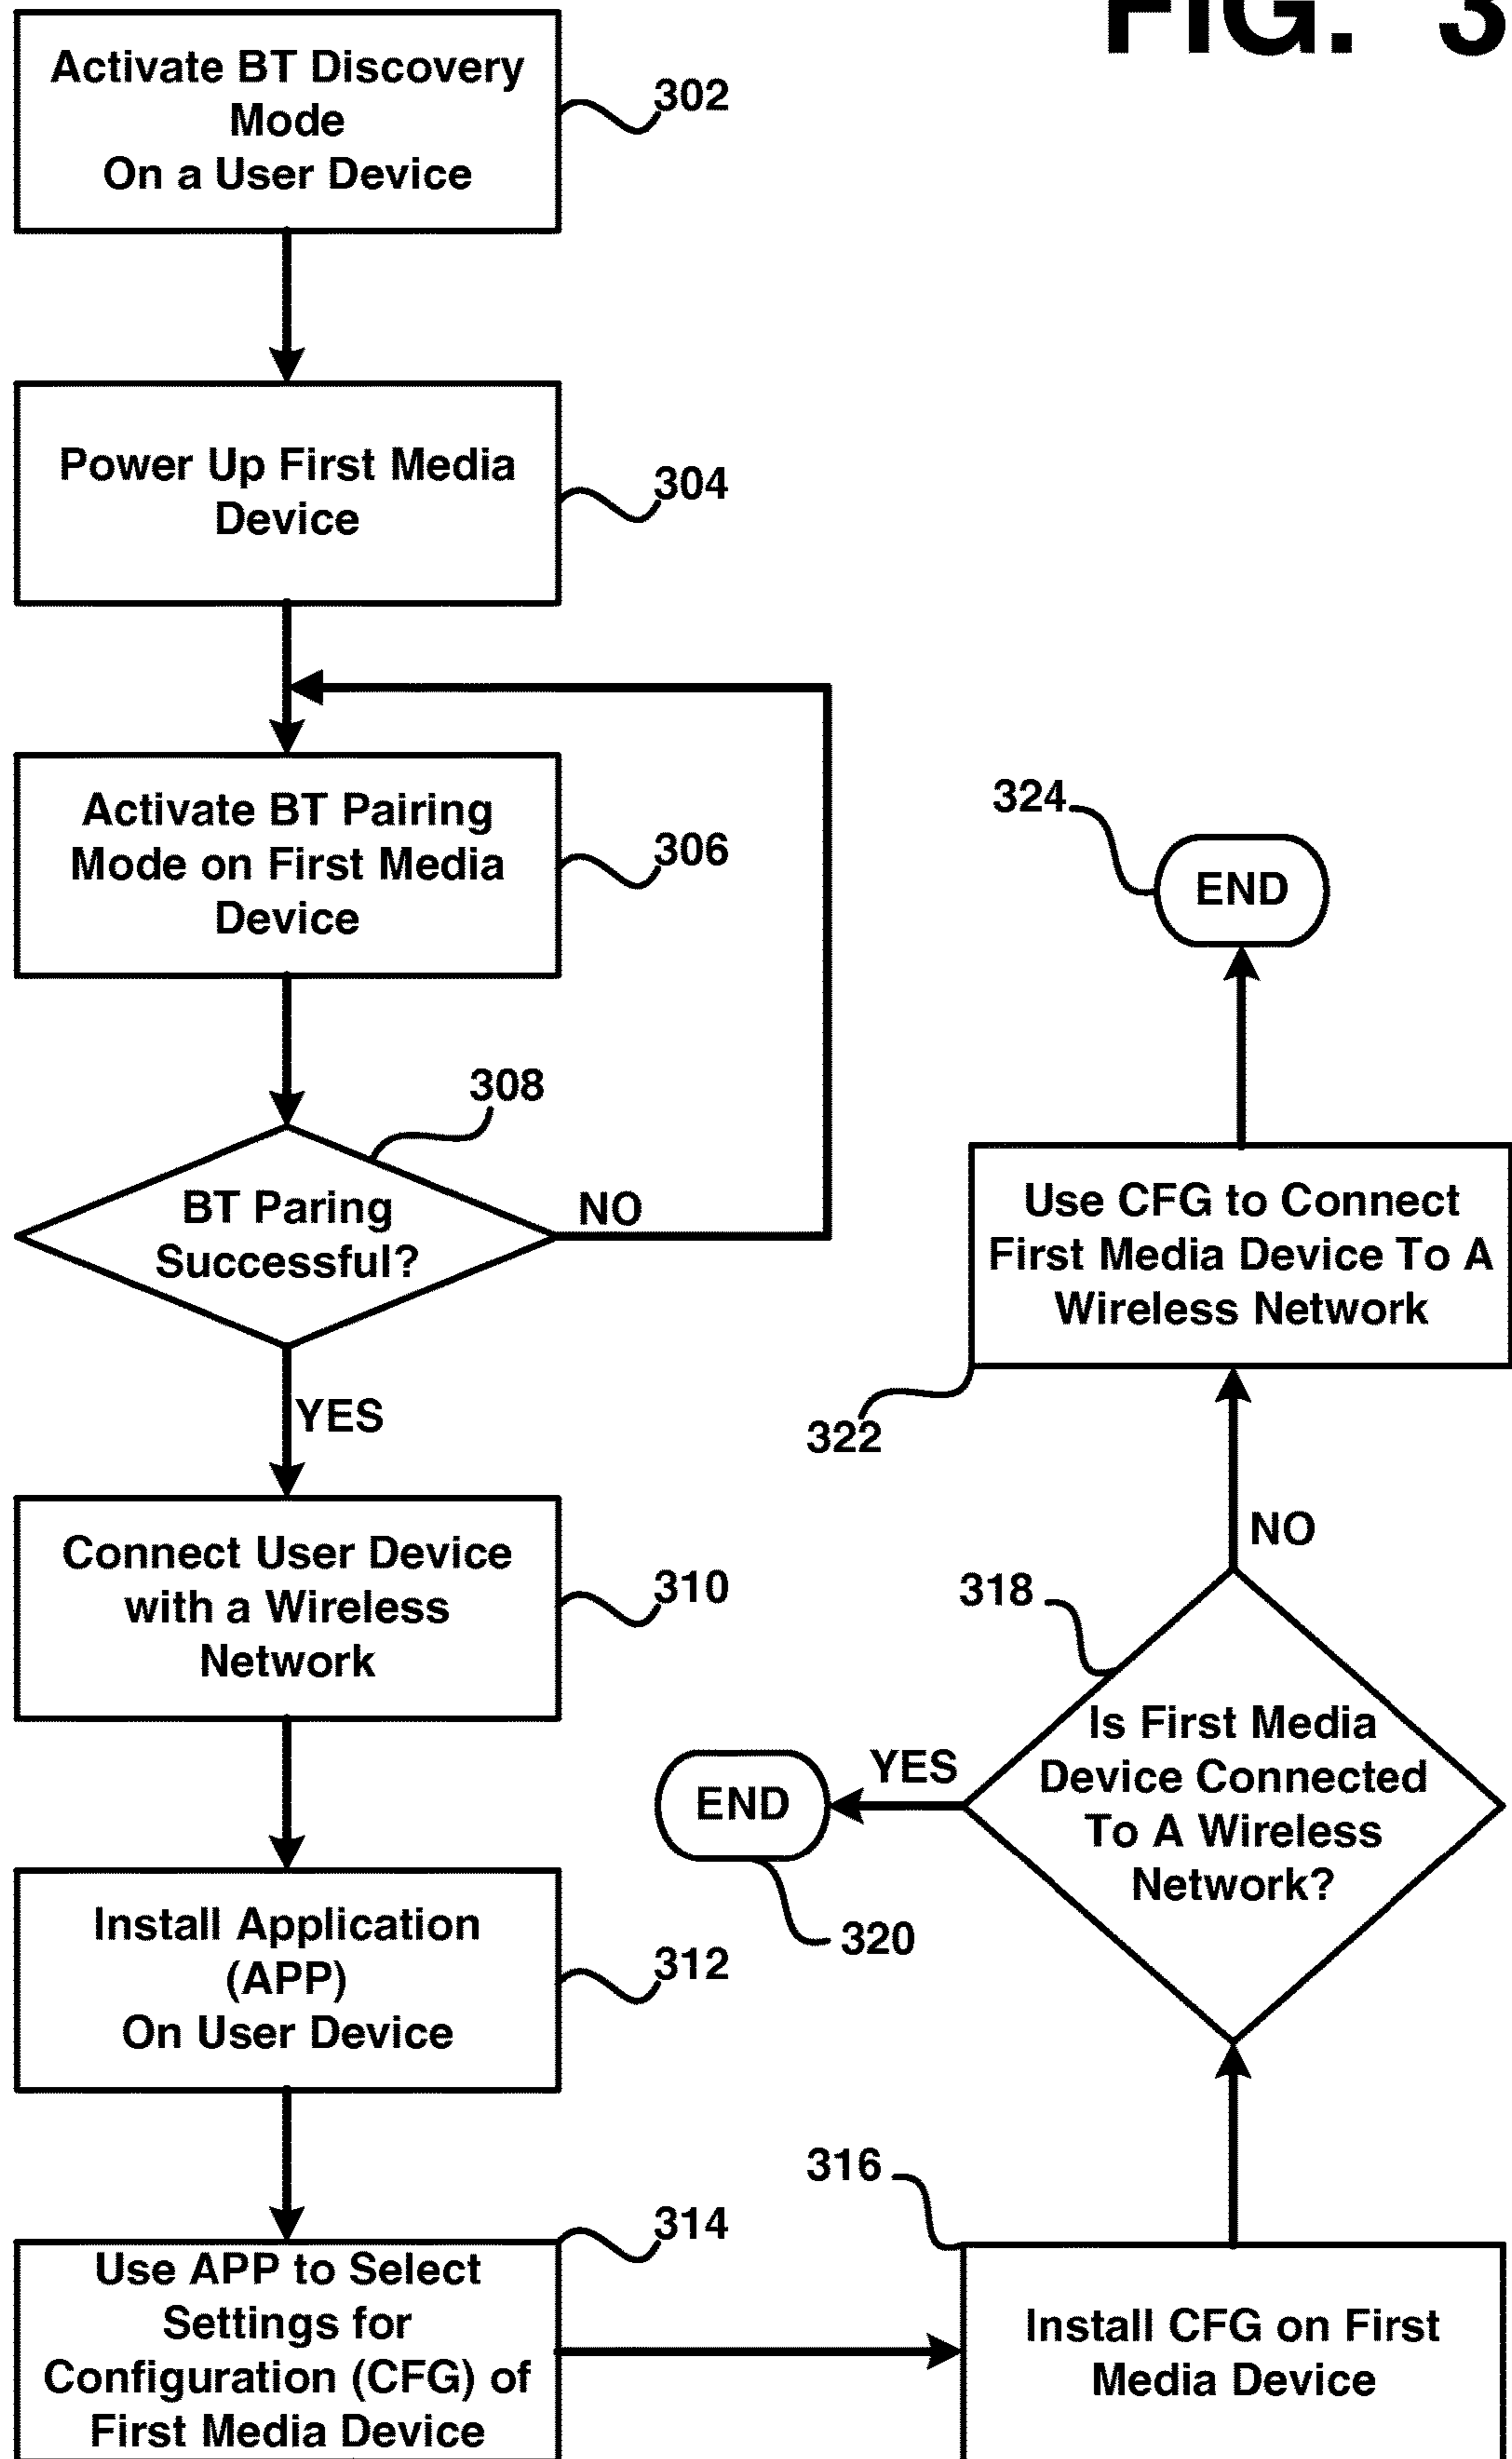 FIG. 3
Activate BT Discovery
Mode
On a User Device
302
Power Up First Media
Device
304
Activate BT Pairing
Mode on First Media
Device
306
308
BT Paring
Successful?
NO
YES
Connect User Device
with a Wireless
Network
310
Install Application
(APP)
On User Device
312
314
Use APP to Select
Settings for
Configuration (CFG) of
First Media Device
316
Install CFG on First
Media Device
318
Is First Media
Device Connected
To A Wireless
Network?
YES
END
320
NO
Use CFG to Connect
First Media Device To A
Wireless Network
322
324
END